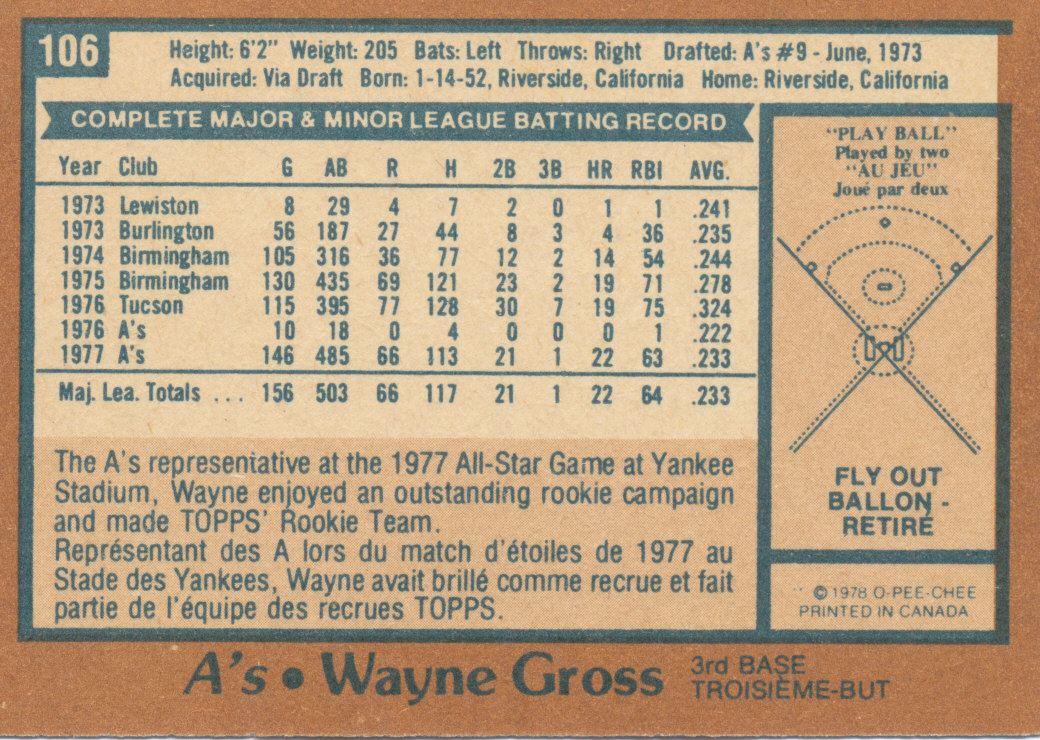 106
Height: 6'2" Weight: 205 Bats: Left Throws: Right Drafted: A's #9 - June, 1973
Acquired: Via Draft Born: 1-14-52, Riverside, California Home: Riverside, California
COMPLETE MAJOR & MINOR LEAGUE BATTING RECORD
Year Club G AB R H 2B 3B HR RBI AVG.
1973 Lewiston 8 29 4 7 2 0 1 1 .241
1973 Burlington 56 187 27 44 8 3 4 36 .235
1974 Birmingham 105 316 36 77 12 2 14 54 .244
1975 Birmingham 130 435 69 121 23 2 19 71 .278
1976 Tucson 115 395 77 128 30 7 19 75 .324
1976 A's 10 18 0 4 0 0 0 1 .222
1977 A's 146 485 66 113 21 1 22 63 .233
Maj. Lea. Totals ... 156 503 66 117 21 1 22 64 .233
The A's representative at the 1977 All-Star Game at Yankee
Stadium, Wayne enjoyed an outstanding rookie campaign
and made TOPPS' Rookie Team.
Représentant des A lors du match d'étoiles de 1977 au
Stade des Yankees, Wayne avait brillé comme recrue et fait
partie de l'équipe des recrues TOPPS.
"PLAY BALL"
Played by two
"AU JEU"
Joué par deux
FLY OUT
BALLON -
RETIRÉ
©1978 O-PEE-CHEE
PRINTED IN CANADA
A's • Wayne Gross
3rd BASE
TROISIÈME-BUT